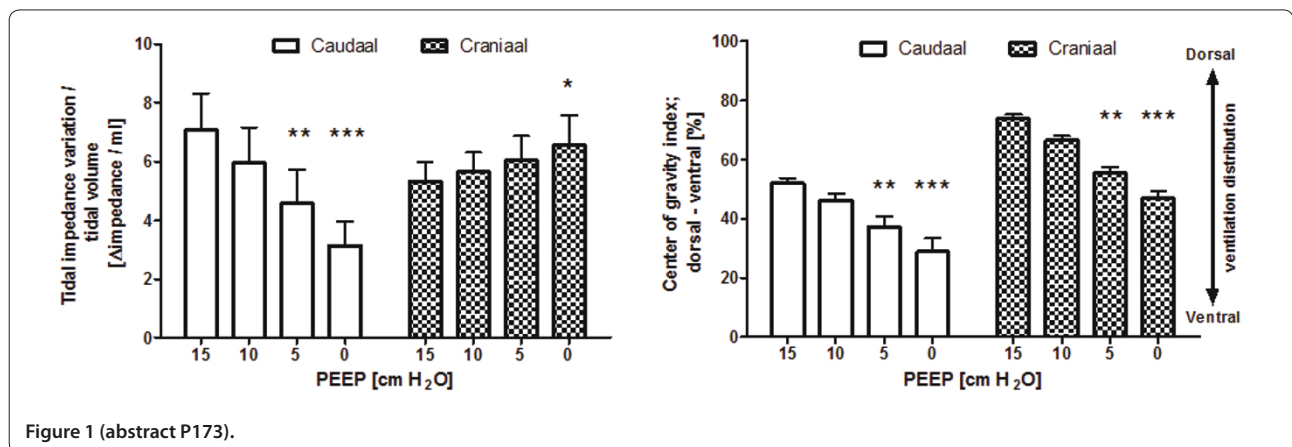 Caudaal Craniaal
Tidal impedance variation /
tidal volume
[Δimpedance / ml]
10
8
6
4
2
0
** *** *
15 10 5 0 15 10 5 0
PEEP [cm H₂O]
Caudaal Craniaal
Center of gravity index;
dorsal - ventral [%]
100
80
60
40
20
0
** *** ** ***
15 10 5 0 15 10 5 0
PEEP [cm H₂O]
Dorsal
ventilation distribution
Ventral
Figure 1 (abstract P173).